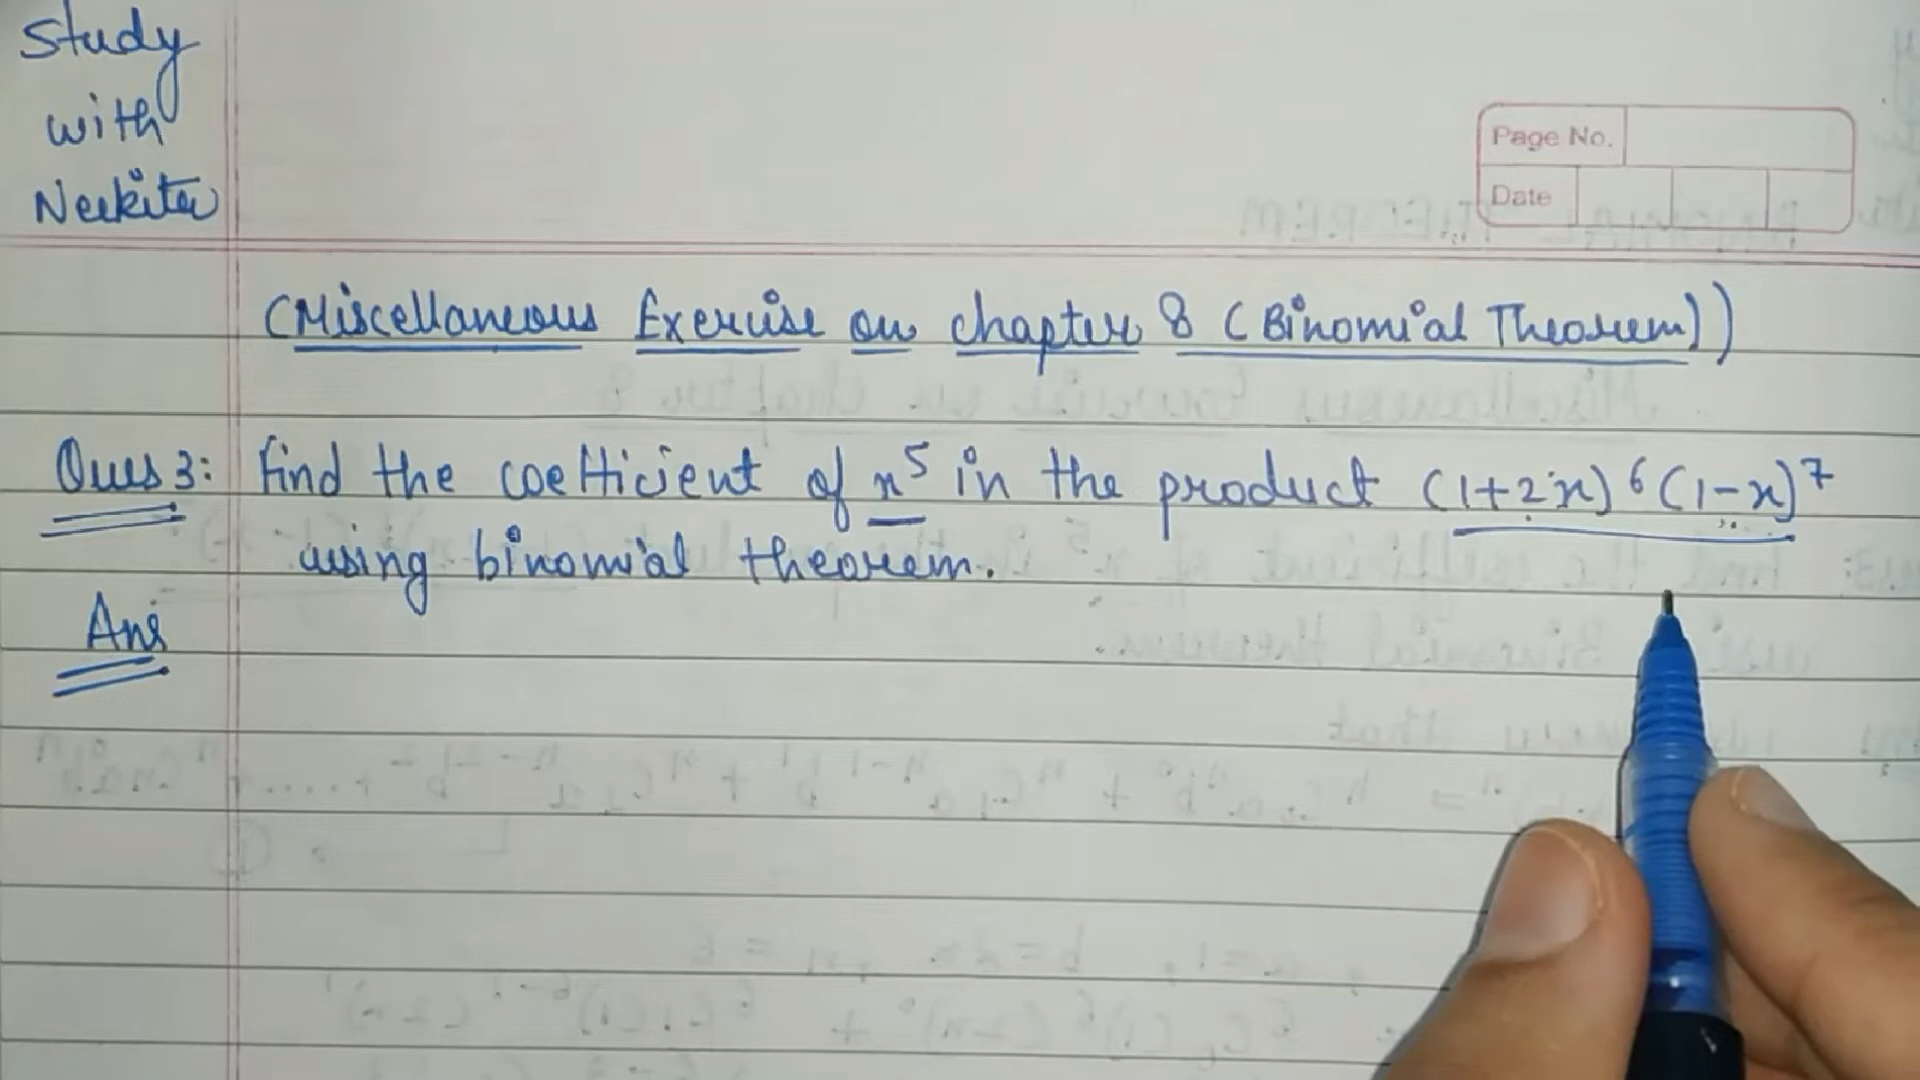 Study
with
Neekita
Page No.
Date
(Miscellaneous Exercise on chapter 8 (Binomial Theorem))
Ques 3: find the coefficient of x⁵ in the product (1+2x)⁶(1-x)⁷
using binomial theorem.
Ans